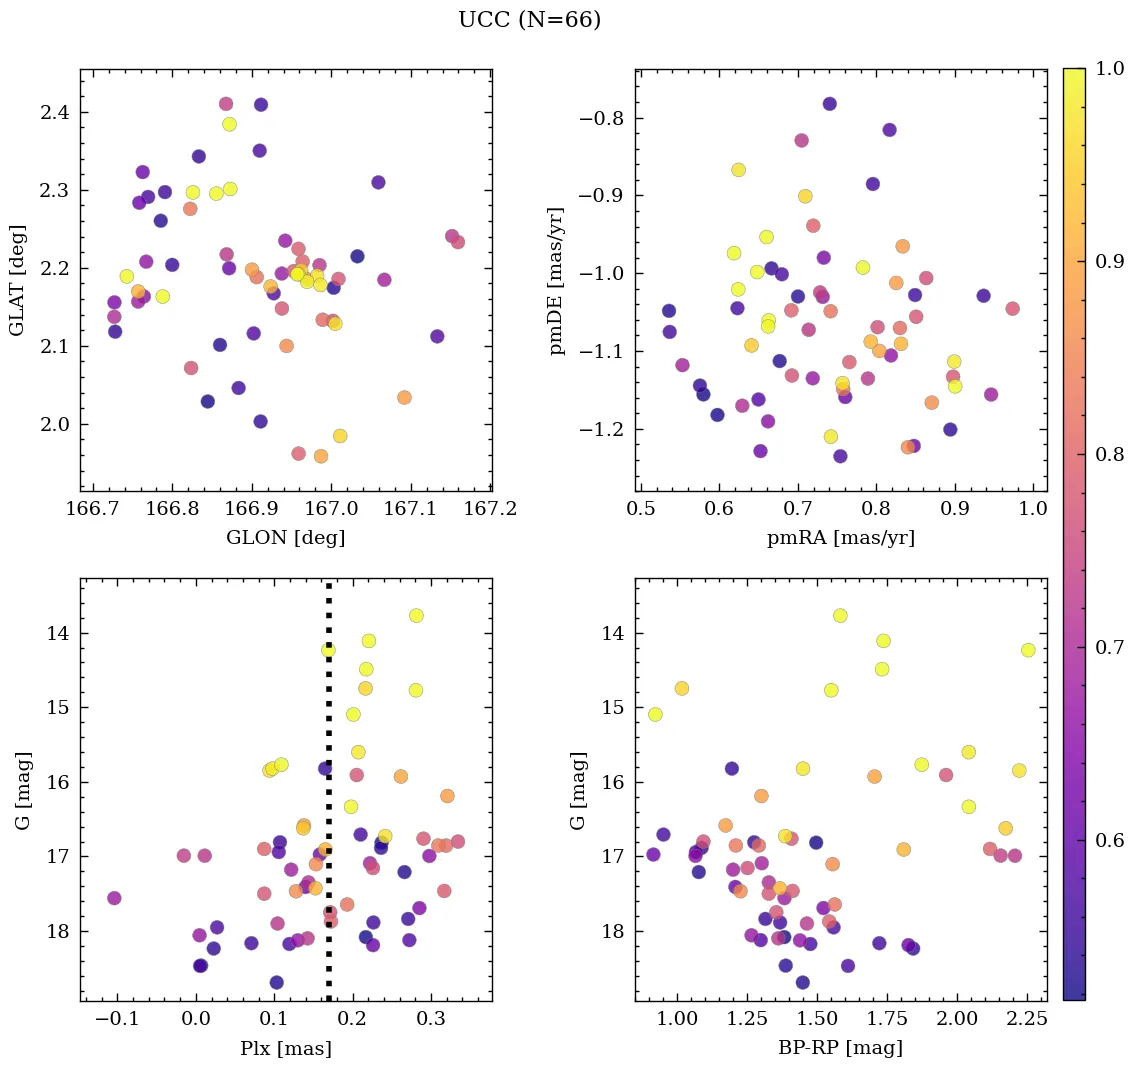 UCC (N=66)
2.4
2.3
2.2
2.1
2.0
GLAT [deg]
166.7 166.8 166.9 167.0 167.1 167.2
GLON [deg]
−0.8
−0.9
−1.0
−1.1
−1.2
pmDE [mas/yr]
0.5 0.6 0.7 0.8 0.9 1.0
pmRA [mas/yr]
1.0
0.9
0.8
0.7
0.6
14
15
16
17
18
G [mag]
−0.1 0.0 0.1 0.2 0.3
Plx [mas]
14
15
16
17
18
G [mag]
1.00 1.25 1.50 1.75 2.00 2.25
BP-RP [mag]